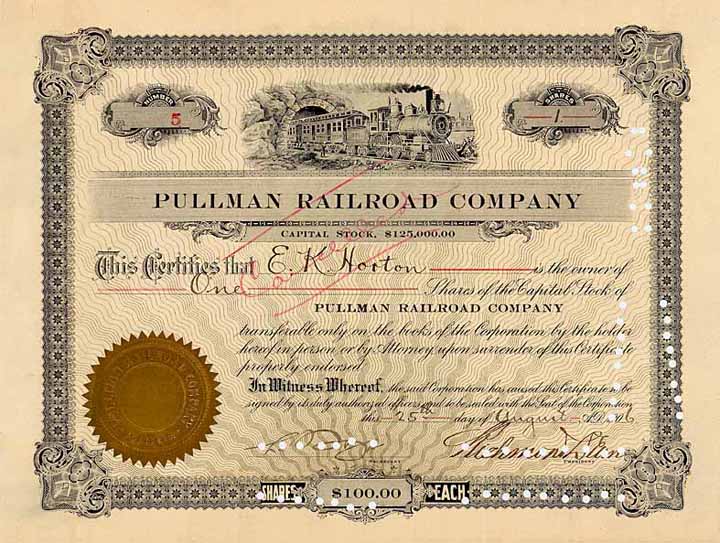 NUMBER
5
SHARES
1
PULLMAN RAILROAD COMPANY
CAPITAL STOCK, $125,000.00
This Certifies that E. K. Horton is the owner of
One Shares of the Capital Stock of
PULLMAN RAILROAD COMPANY
transferable only on the books of the Corporation by the holder
hereof in person or by Attorney upon surrender of this Certificate
properly endorsed.
In Witness Whereof, the said Corporation has caused this Certificate to be
signed by its duly authorized officers and to be sealed with the Seal of the Corporation
this 25th day of August
PRESIDENT
SHARES $100.00 EACH
Cancelled